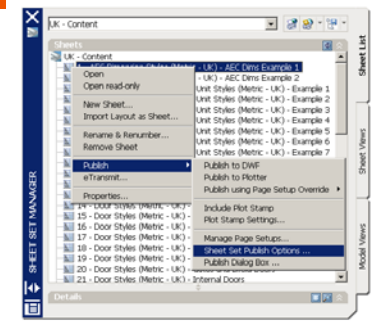 UK - Content
Sheets
UK - Content
1 - AEC Dimension Styles (Metric - UK) - AEC Dims Example 1
- UK) - AEC Dims Example 2
Unit Styles (Metric - UK) - Example 1
Unit Styles (Metric - UK) - Example 2
Unit Styles (Metric - UK) - Example 3
Unit Styles (Metric - UK) - Example 4
Unit Styles (Metric - UK) - Example 5
Unit Styles (Metric - UK) - Example 6
Unit Styles (Metric - UK) - Example 7
Open
Open read-only
New Sheet...
Import Layout as Sheet...
Rename & Renumber...
Remove Sheet
Publish
eTransmit...
Properties...
Publish to DWF
Publish to Plotter
Publish using Page Setup Override
Include Plot Stamp
Plot Stamp Settings...
Manage Page Setups...
Sheet Set Publish Options ...
Publish Dialog Box ...
14 - Door Styles (Metric - UK) -
15 - Door Styles (Metric - UK) -
16 - Door Styles (Metric - UK) -
17 - Door Styles (Metric - UK) -
18 - Door Styles (Metric - UK) -
19 - Door Styles (Metric - UK) -
20 - Door Styles (Metric - UK) -
21 - Door Styles (Metric - UK) - Internal Doors
Details
SHEET SET MANAGER
Sheet List
Sheet Views
Model Views